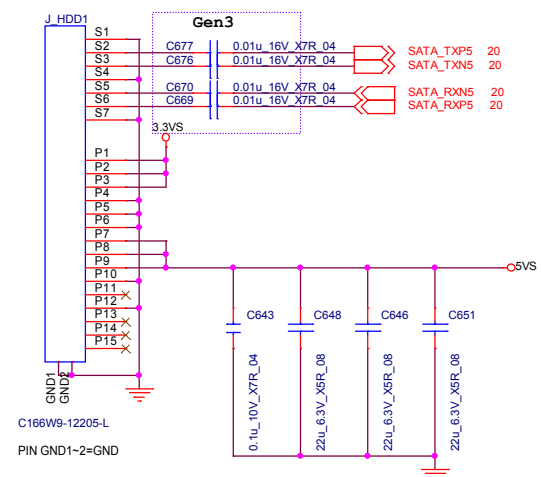 J_HDD1
Gen3
S1
S2
C677
0.01u_16V_X7R_04
SATA_TXP5 20
S3
C676
0.01u_16V_X7R_04
SATA_TXN5 20
S4
S5
C670
0.01u_16V_X7R_04
SATA_RXN5 20
S6
C669
0.01u_16V_X7R_04
SATA_RXP5 20
S7
3.3VS
P1
P2
P3
P4
P5
P6
P7
P8
P9
5VS
P10
P11
P12
P13
P14
P15
C643
C648
C646
C651
0.1u_10V_X7R_04
22u_6.3V_X5R_08
22u_6.3V_X5R_08
22u_6.3V_X5R_08
GND1
GND2
C166W9-12205-L
PIN GND1~2=GND